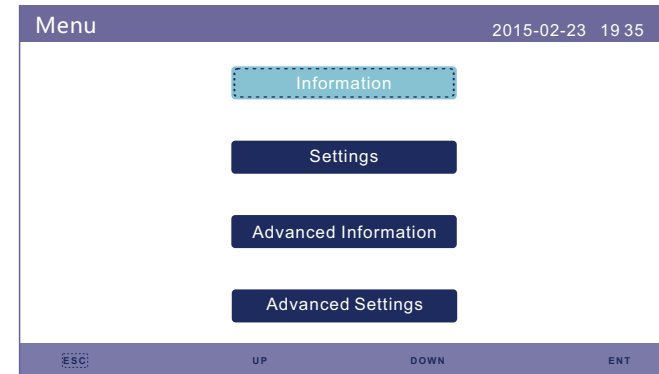 Menu 2015-02-23 19 35
Information
Settings
Advanced Information
Advanced Settings
ESC UP DOWN ENT